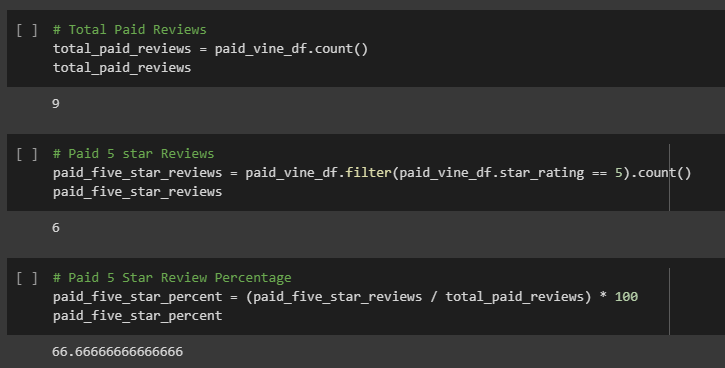 [ ] # Total Paid Reviews
total_paid_reviews = paid_vine_df.count()
total_paid_reviews
9
[ ] # Paid 5 star Reviews
paid_five_star_reviews = paid_vine_df.filter(paid_vine_df.star_rating == 5).count()
paid_five_star_reviews
6
[ ] # Paid 5 Star Review Percentage
paid_five_star_percent = (paid_five_star_reviews / total_paid_reviews) * 100
paid_five_star_percent
66.66666666666666